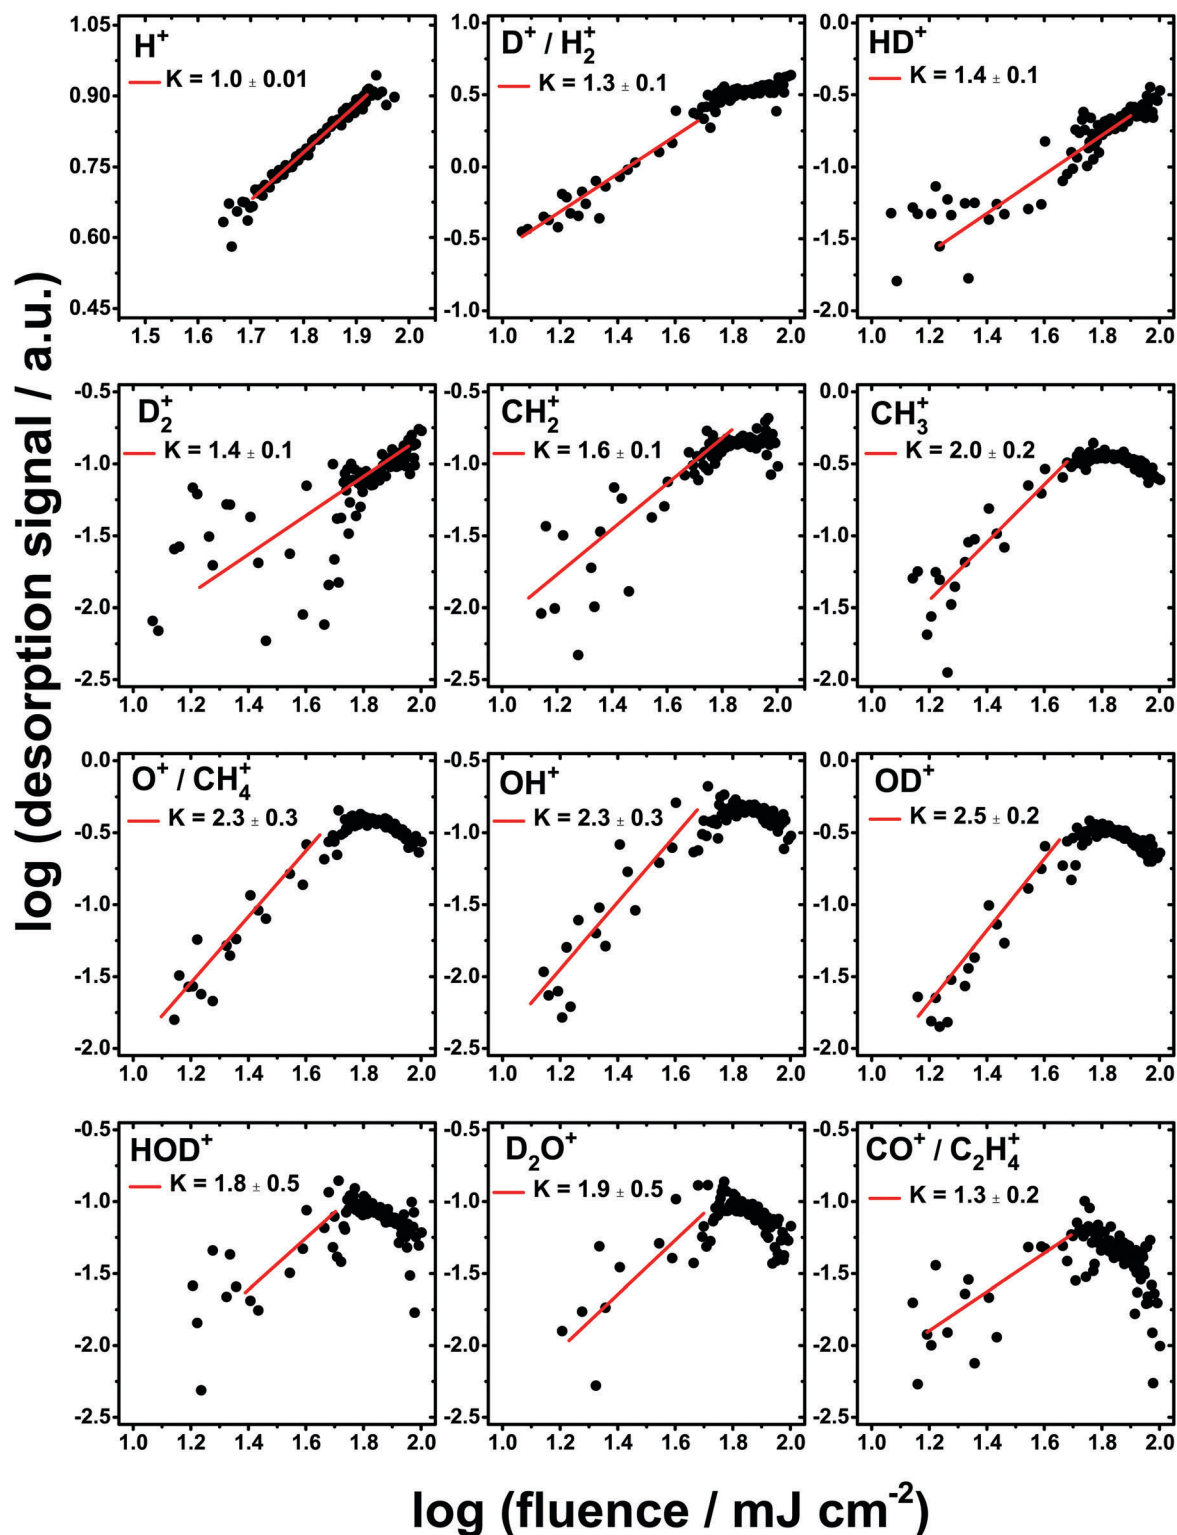 log (desorption signal / a.u.)
H⁺
K = 1.0 ± 0.01
1.05
0.90
0.75
0.60
0.45
1.5 1.6 1.7 1.8 1.9 2.0
D⁺ / H₂⁺
K = 1.3 ± 0.1
1.0
0.5
0.0
-0.5
-1.0
1.0 1.2 1.4 1.6 1.8 2.0
HD⁺
K = 1.4 ± 0.1
0.0
-0.5
-1.0
-1.5
-2.0
1.0 1.2 1.4 1.6 1.8 2.0
D₂⁺
K = 1.4 ± 0.1
-0.5
-1.0
-1.5
-2.0
-2.5
1.0 1.2 1.4 1.6 1.8 2.0
CH₂⁺
K = 1.6 ± 0.1
-0.5
-1.0
-1.5
-2.0
-2.5
1.0 1.2 1.4 1.6 1.8 2.0
CH₃⁺
K = 2.0 ± 0.2
0.0
-0.5
-1.0
-1.5
-2.0
1.0 1.2 1.4 1.6 1.8 2.0
O⁺ / CH₄⁺
K = 2.3 ± 0.3
0.0
-0.5
-1.0
-1.5
-2.0
1.0 1.2 1.4 1.6 1.8 2.0
OH⁺
K = 2.3 ± 0.3
-0.5
-1.0
-1.5
-2.0
-2.5
1.0 1.2 1.4 1.6 1.8 2.0
OD⁺
K = 2.5 ± 0.2
0.0
-0.5
-1.0
-1.5
-2.0
1.0 1.2 1.4 1.6 1.8 2.0
HOD⁺
K = 1.8 ± 0.5
-0.5
-1.0
-1.5
-2.0
-2.5
1.0 1.2 1.4 1.6 1.8 2.0
D₂O⁺
K = 1.9 ± 0.5
-0.5
-1.0
-1.5
-2.0
-2.5
1.0 1.2 1.4 1.6 1.8 2.0
CO⁺ / C₂H₄⁺
K = 1.3 ± 0.2
-0.5
-1.0
-1.5
-2.0
-2.5
1.0 1.2 1.4 1.6 1.8 2.0
log (fluence / mJ cm⁻²)